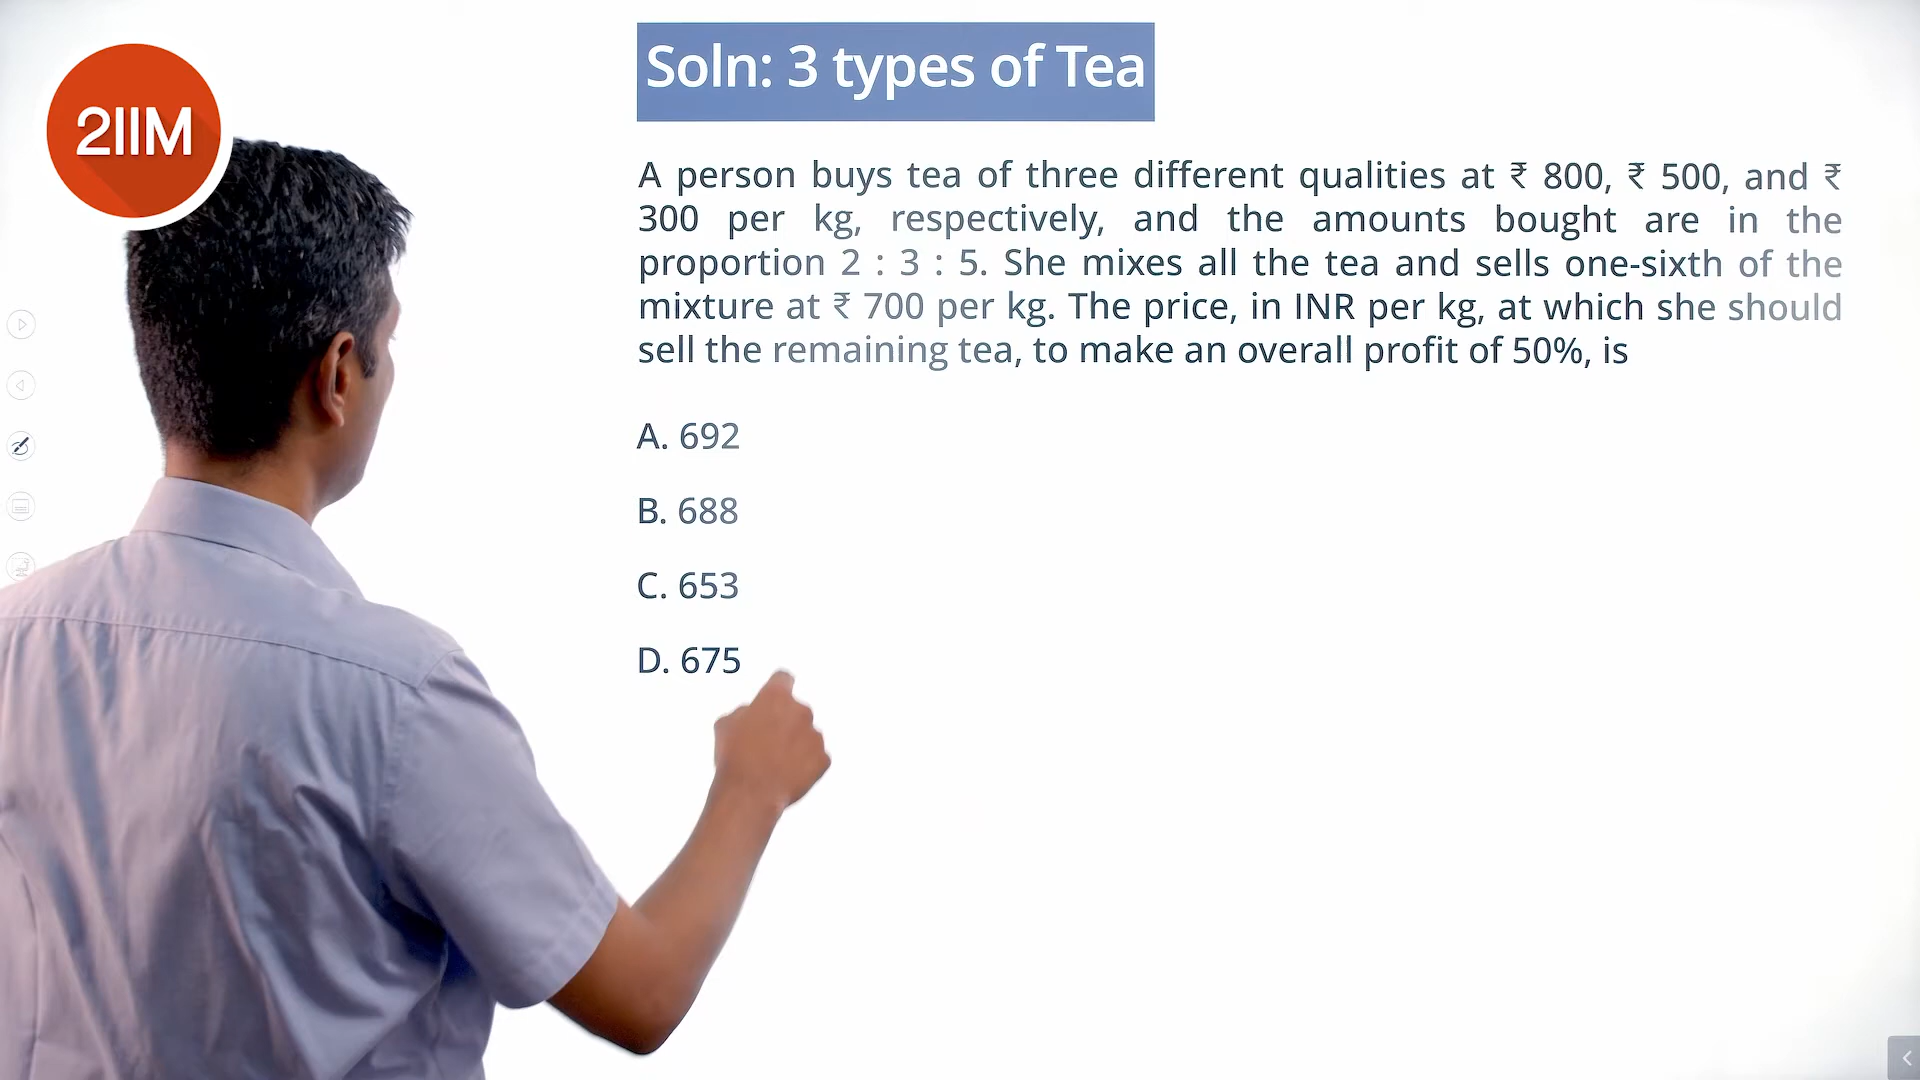 2IIM
Soln: 3 types of Tea
A person buys tea of three different qualities at ₹ 800, ₹ 500, and ₹
300 per kg, respectively, and the amounts bought are in the
proportion 2 : 3 : 5. She mixes all the tea and sells one-sixth of the
mixture at ₹ 700 per kg. The price, in INR per kg, at which she should
sell the remaining tea, to make an overall profit of 50%, is
A. 692
B. 688
C. 653
D. 675